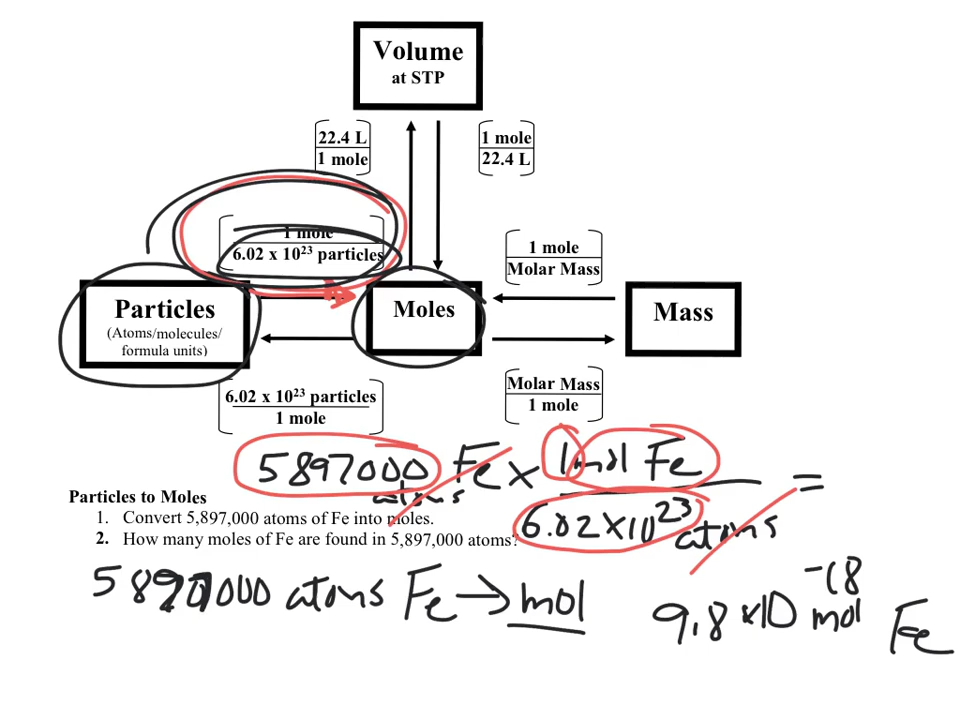 Volume
at STP
22.4 L
1 mole
1 mole
22.4 L
1 mole
6.02 x 10²³ particles
1 mole
Molar Mass
Particles
(Atoms/molecules/
formula units)
Moles
Mass
6.02 x 10²³ particles
1 mole
Molar Mass
1 mole
5897000 atoms Fe x 1mol Fe =
6.02x10²³ atoms
Particles to Moles
1. Convert 5,897,000 atoms of Fe into moles.
2. How many moles of Fe are found in 5,897,000 atoms?
5897000 atoms Fe → mol
9.8 x10⁻¹⁸ mol Fe